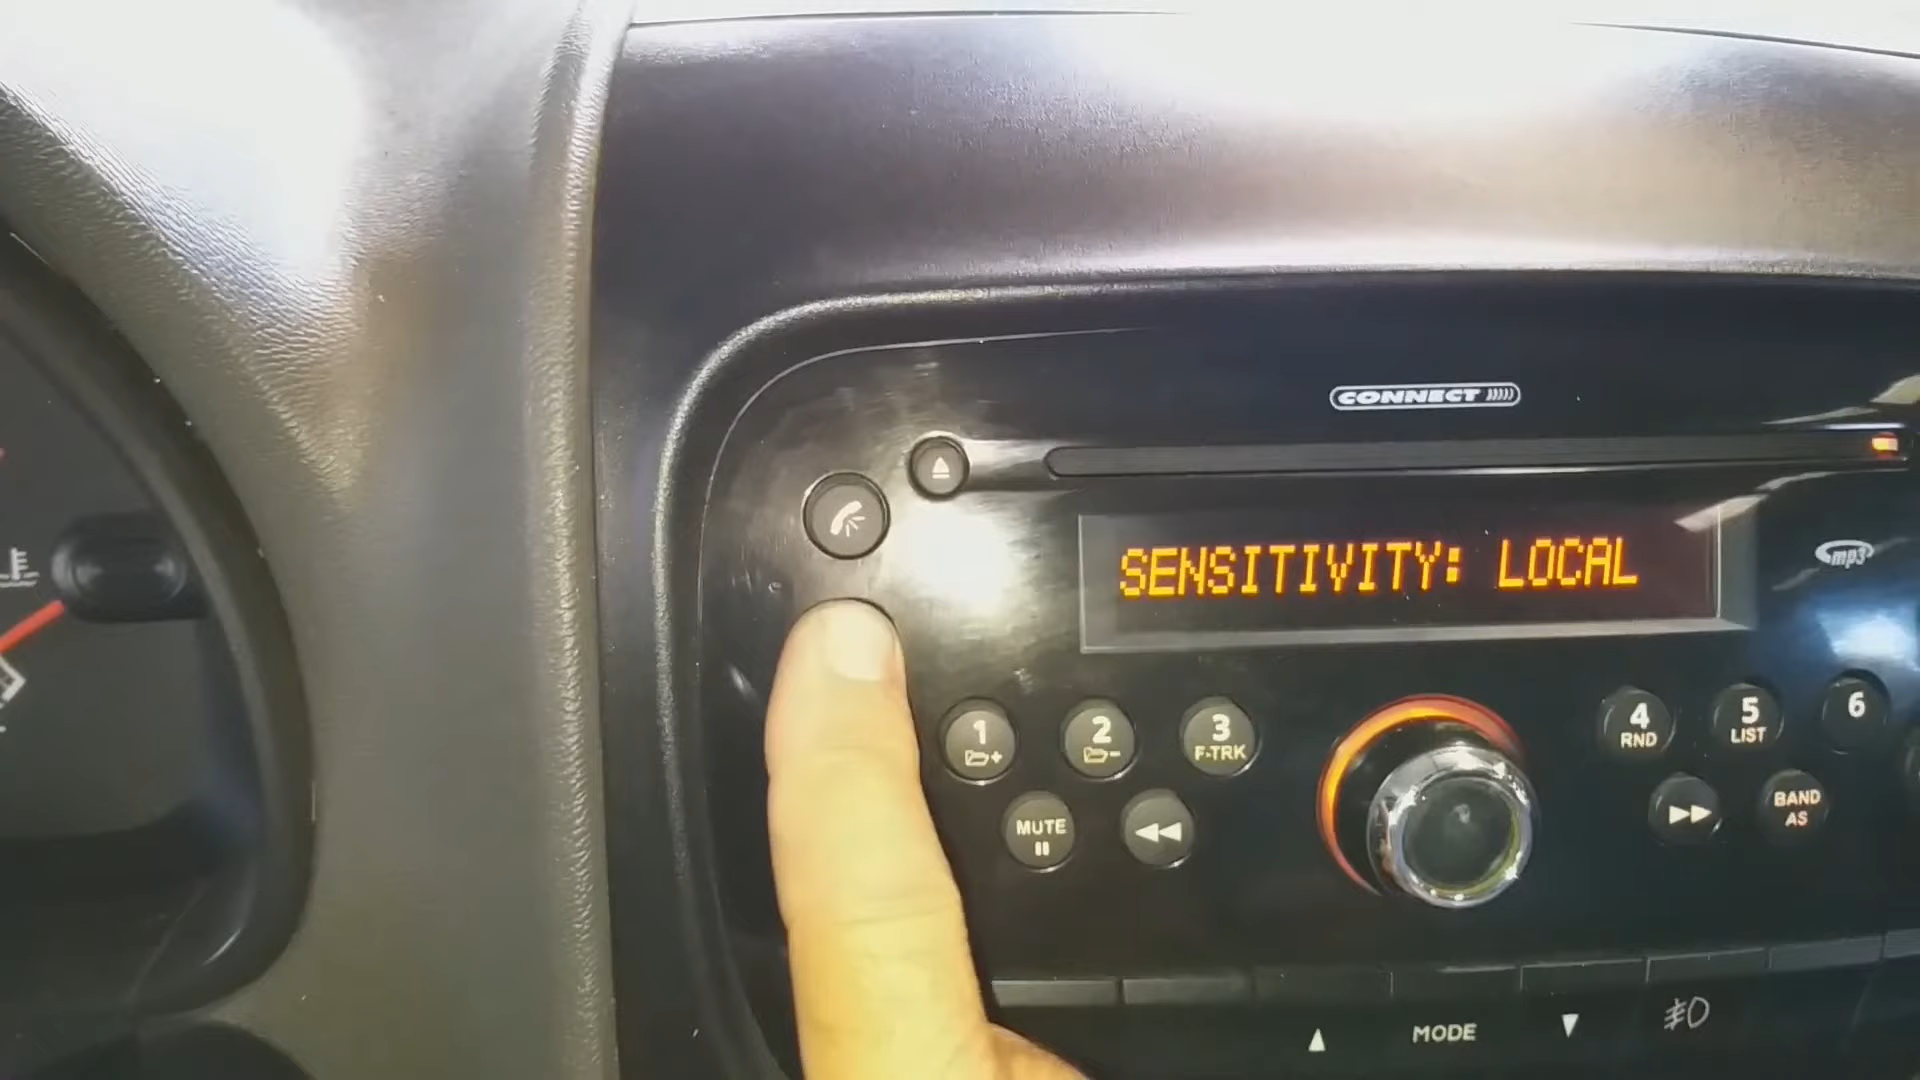 CONNECT
SENSITIVITY: LOCAL
mp3
1
2
3
F-TRK
4
RND
5
LIST
6
MUTE
BAND
AS
MODE